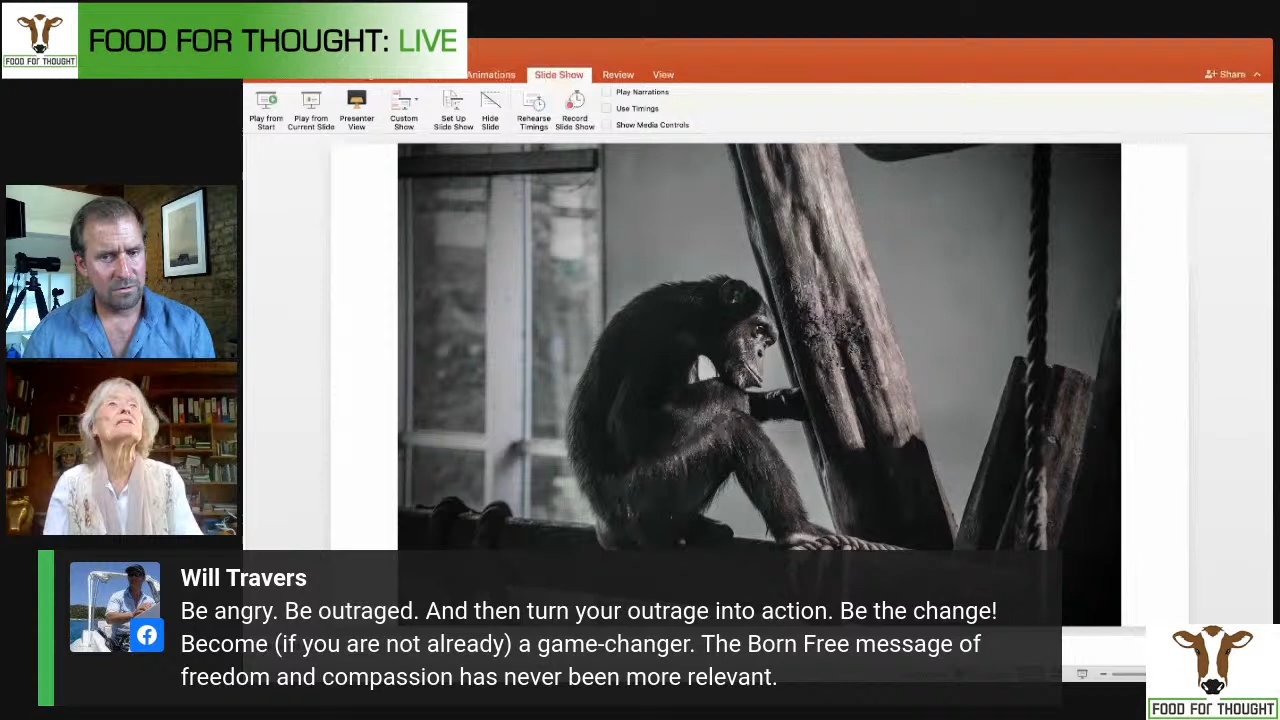 FOOD FOR THOUGHT
FOOD FOR THOUGHT: LIVE
Animations
Slide Show
Review
View
Share
Play from
Start
Play from
Current Slide
Presenter
View
Custom
Show
Set Up
Slide Show
Hide
Slide
Rehearse
Timings
Record
Slide Show
Play Narrations
Use Timings
Show Media Controls
Will Travers
Be angry. Be outraged. And then turn your outrage into action. Be the change!
Become (if you are not already) a game-changer. The Born Free message of
freedom and compassion has never been more relevant.
FOOD FOR THOUGHT